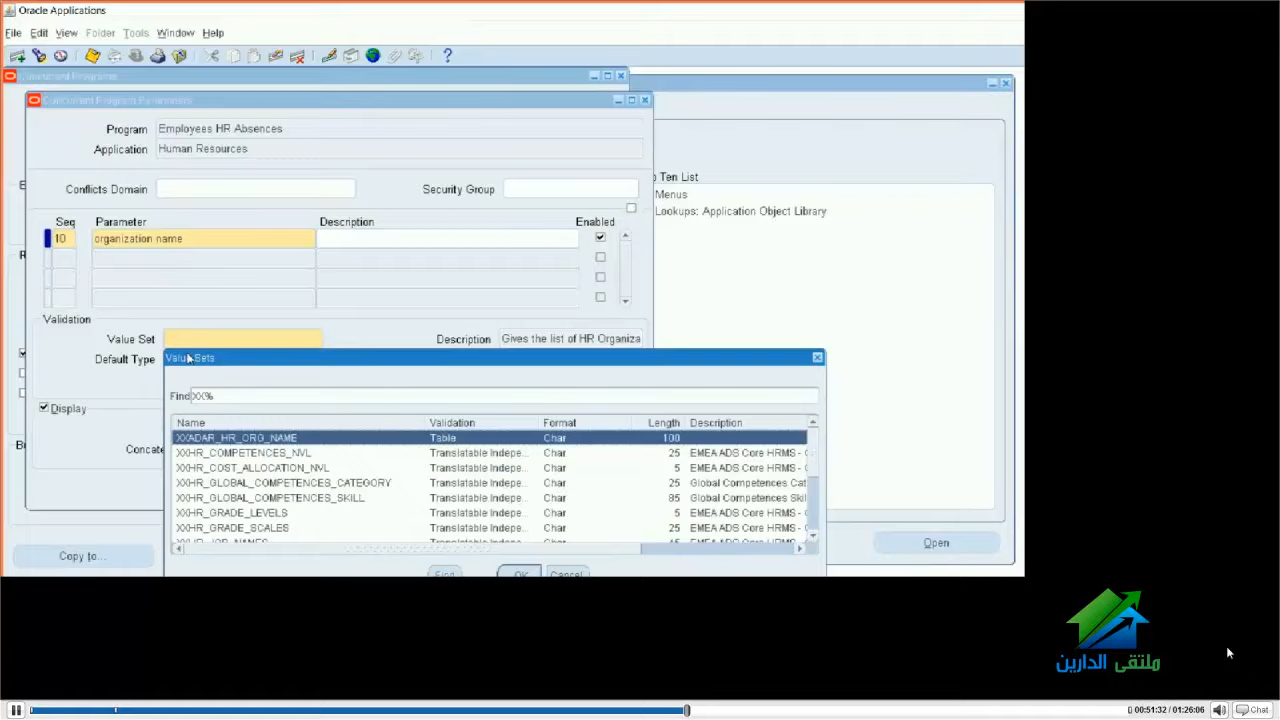 Oracle Applications
File Edit View Folder Tools Window Help
Concurrent Programs
Concurrent Program Parameters
Program Employees HR Absences
Application Human Resources
Conflicts Domain Security Group
Top Ten List
Menus
Lookups: Application Object Library
Seq Parameter Description Enabled
10 organization name
Validation
Value Set Description Gives the list of HR Organiza
Default Type
Value Sets
Find XX%
Display
Concate
Name Validation Format Length Description
XXADAR_HR_ORG_NAME Table Char 100
XXHR_COMPETENCES_NVL Translatable Indepe... Char 25 EMEA ADS Core HRMS -
XXHR_COST_ALLOCATION_NVL Translatable Indepe... Char 5 EMEA ADS Core HRMS -
XXHR_GLOBAL_COMPETENCES_CATEGORY Translatable Indepe... Char 25 Global Competences Cat
XXHR_GLOBAL_COMPETENCES_SKILL Translatable Indepe... Char 85 Global Competences Skil
XXHR_GRADE_LEVELS Translatable Indepe... Char 5 EMEA ADS Core HRMS -
XXHR_GRADE_SCALES Translatable Indepe... Char 25 EMEA ADS Core HRMS -
Copy to... Find OK Cancel Open
ملتقى الدارين
00:51:32 / 01:26:06 Chat